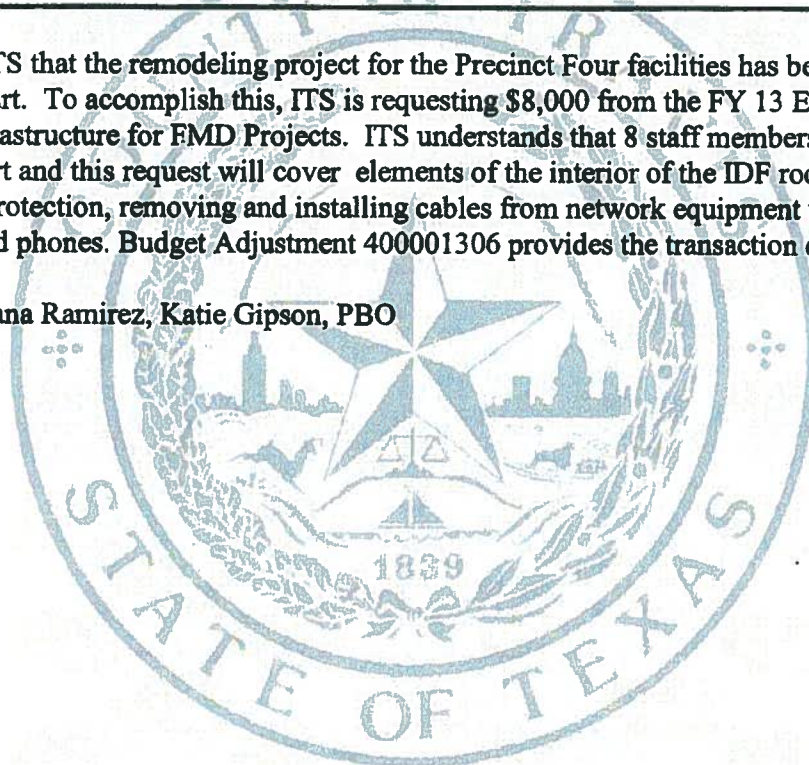 TS that the remodeling project for the Precinct Four facilities has be
rt. To accomplish this, ITS is requesting $8,000 from the FY 13 E
rastructure for FMD Projects. ITS understands that 8 staff members
t and this request will cover elements of the interior of the IDF roo
rotection, removing and installing cables from network equipment
d phones. Budget Adjustment 400001306 provides the transaction
na Ramirez, Katie Gipson, PBO
1839
STATE OF TEXAS